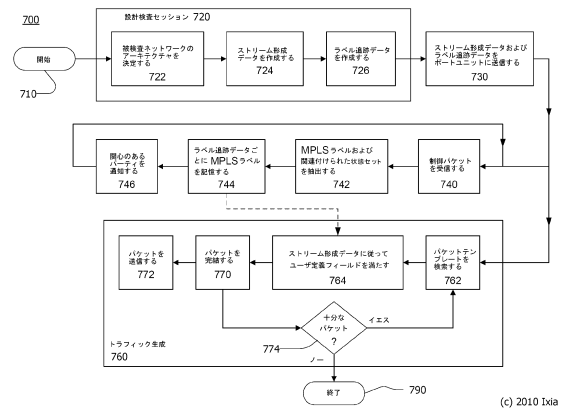 700
設計検査セッション 720
開始
710
被検査ネットワークの
アーキテクチャを
決定する
722
ストリーム形成
データを作成する
724
ラベル追跡データ
を作成する
726
ストリーム形成データおよび
ラベル追跡データを
ポートユニットに送信する
730
関心のある
パーティを
通知する
746
ラベル追跡データご
とに MPLSラベル
を記憶する
744
MPLSラベルおよび
関連付けられた状態セット
を抽出する
742
制御パケット
を受信する
740
パケットを
送信する
772
パケットを
完結する
770
ストリーム形成データに従って
ユーザ定義フィールドを満たす
764
パケットテン
プレートを
検索する
762
十分な
パケット
?
イエス
774
ノー
トラフィック生成
760
終了
790
(c) 2010 Ixia